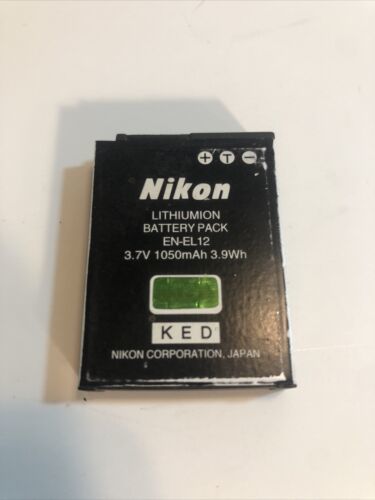 + T -
Nikon
LITHIUMION
BATTERY PACK
EN-EL12
3.7V 1050mAh 3.9Wh
KED
NIKON CORPORATION, JAPAN